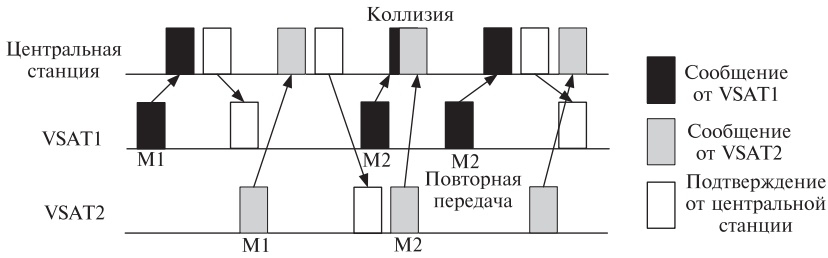 Коллизия
Центральная
станция
VSAT1
M1
M2
M2
Повторная
передача
VSAT2
M1
M2
Сообщение
от VSAT1
Сообщение
от VSAT2
Подтверждение
от центральной
станции